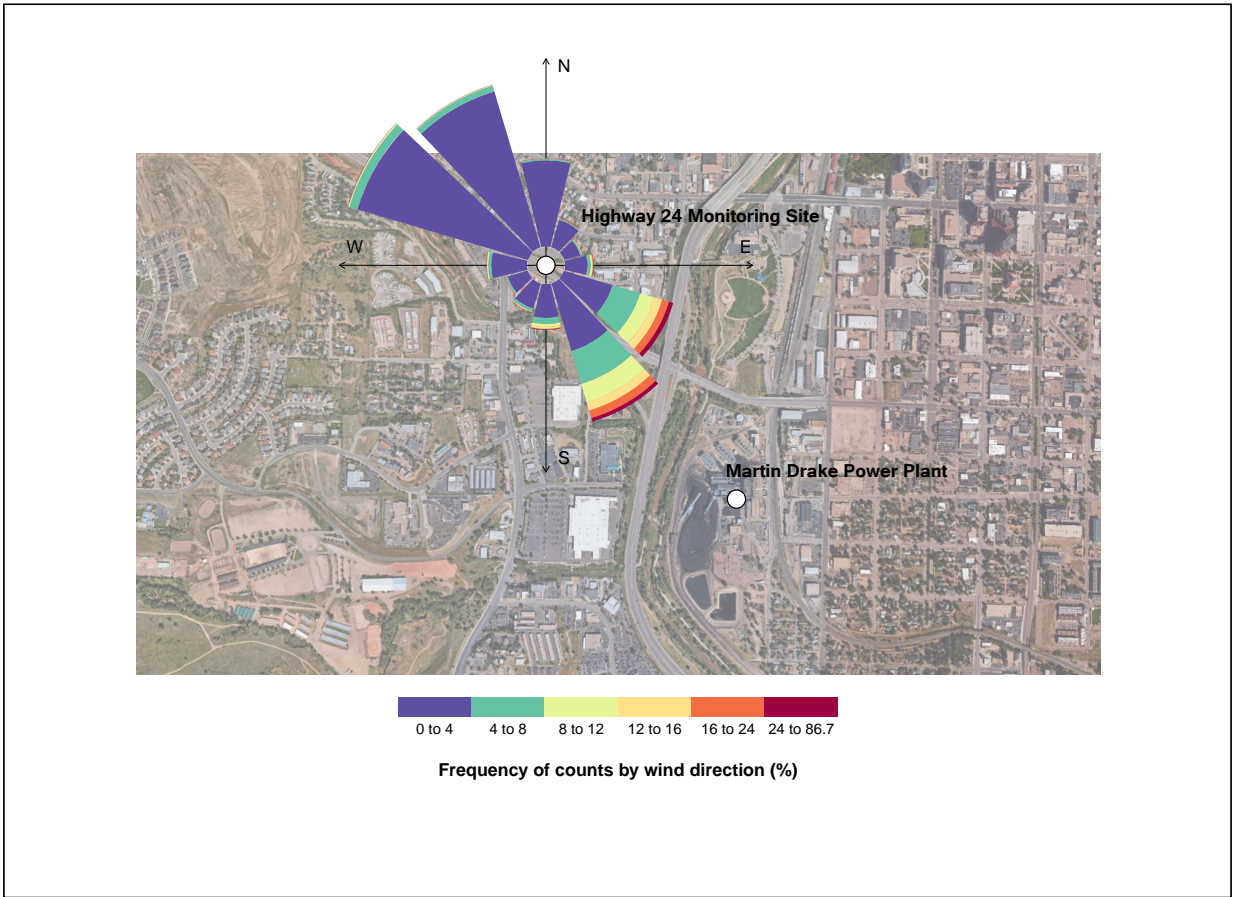 N
Highway 24 Monitoring Site
W
E
S
Martin Drake Power Plant
0 to 4 4 to 8 8 to 12 12 to 16 16 to 24 24 to 86.7
Frequency of counts by wind direction (%)